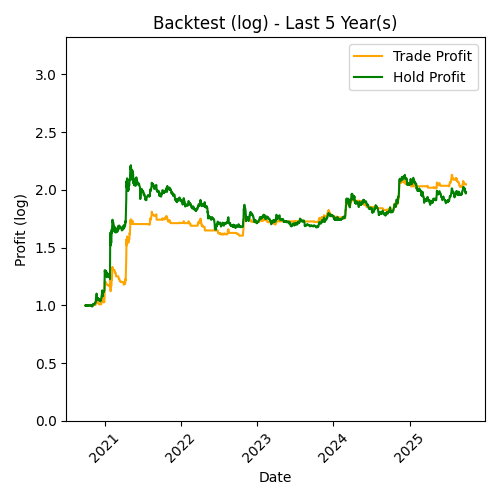 Backtest (log) - Last 5 Year(s)
Trade Profit
Hold Profit
Profit (log)
3.0
2.5
2.0
1.5
1.0
0.5
0.0
2021
2022
2023
2024
2025
Date